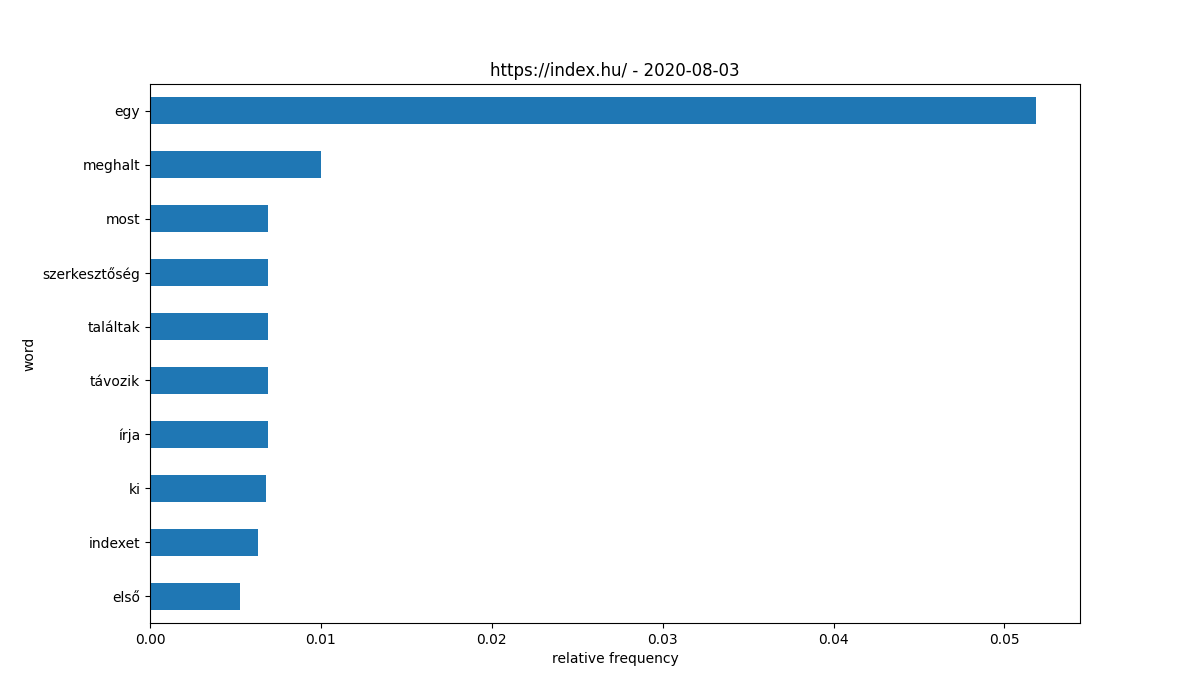 https://index.hu/ - 2020-08-03
egy
meghalt
most
szerkesztőség
találtak
távozik
írja
ki
indexet
első
word
0.00 0.01 0.02 0.03 0.04 0.05
relative frequency